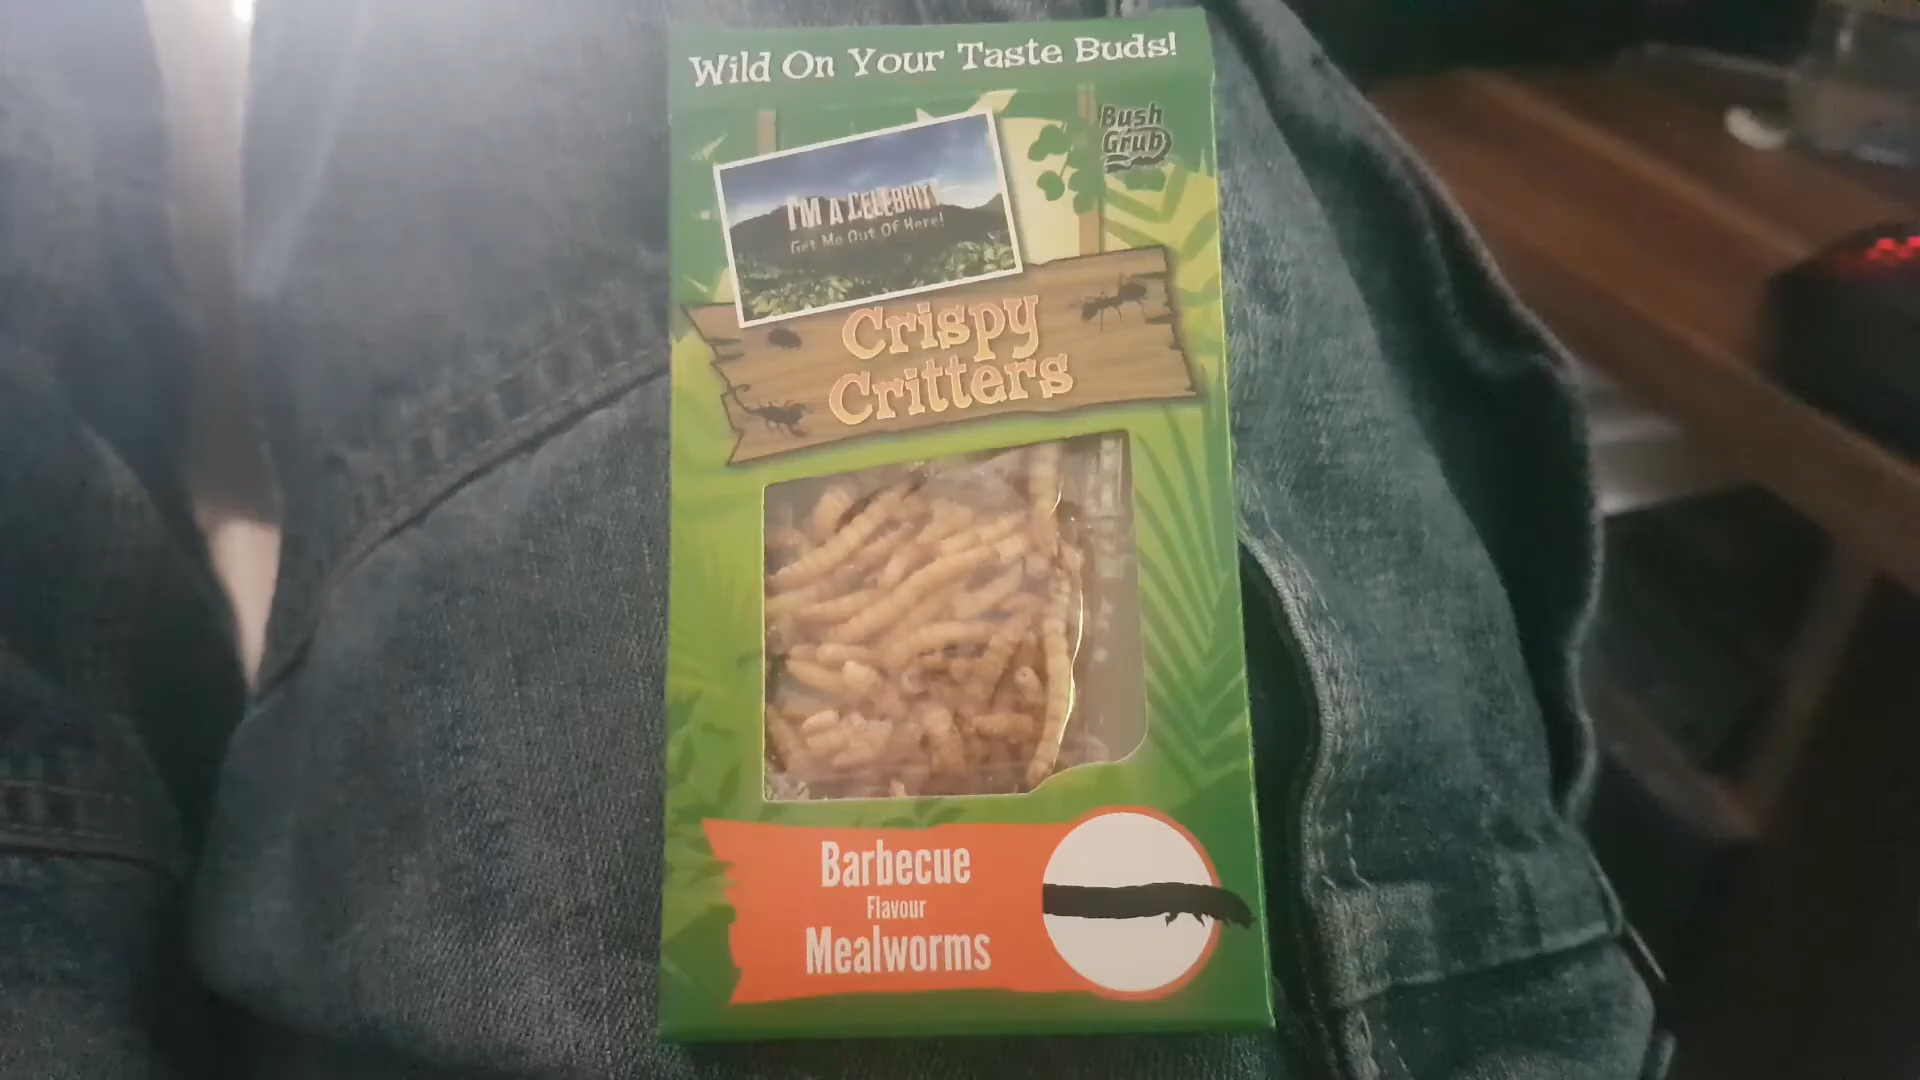 Wild On Your Taste Buds!
Bush
Grub
I'M A CELEBRITY
Get Me Out Of Here!
Crispy
Critters
Barbecue
Flavour
Mealworms